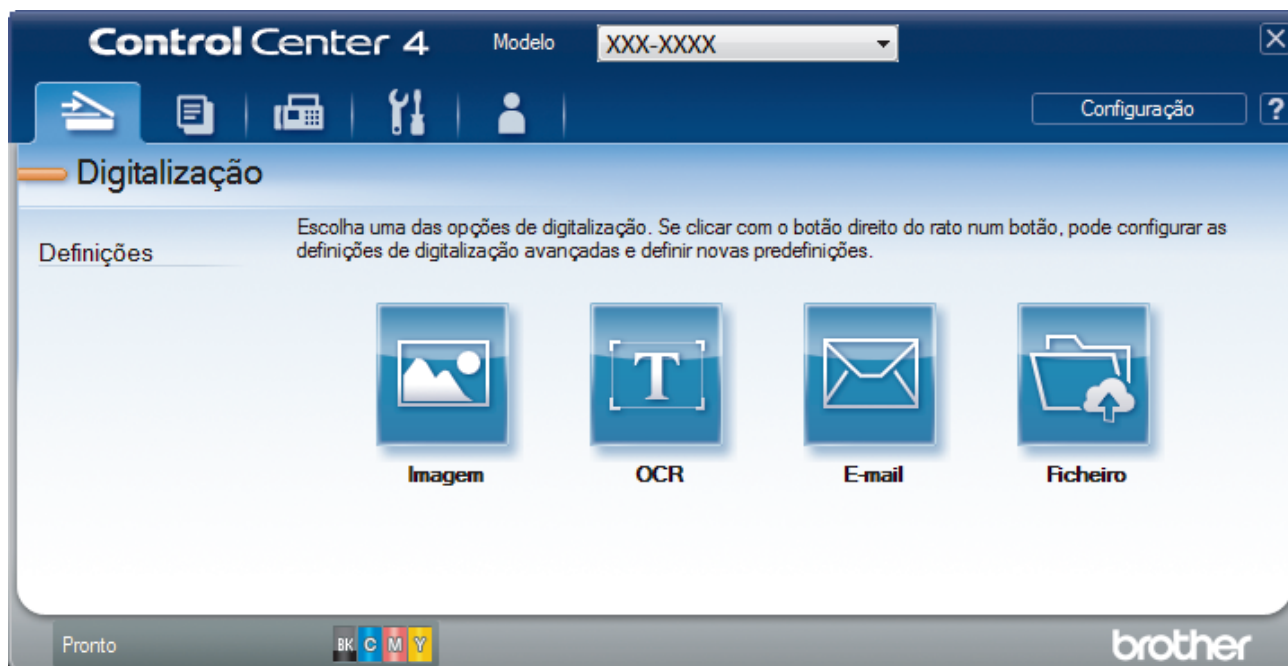 Control Center 4
Modelo
XXX-XXXX
Configuração
?
Digitalização
Definições
Escolha uma das opções de digitalização. Se clicar com o botão direito do rato num botão, pode configurar as
definições de digitalização avançadas e definir novas predefinições.
T
Imagem
OCR
E-mail
Ficheiro
Pronto
BK C M Y
brother